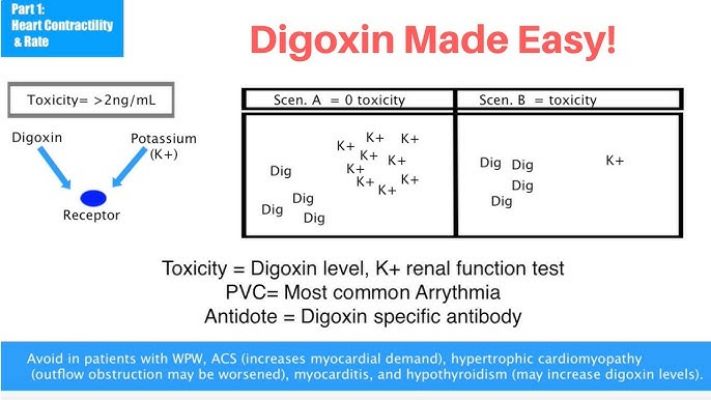 Part 1:
Heart Contractility
& Rate
Digoxin Made Easy!
Toxicity= >2ng/mL
Digoxin
Potassium
(K+)
Receptor
Scen. A = 0 toxicity
Scen. B = toxicity
K+
K+
K+
K+
K+
K+
K+
K+
K+
Dig
Dig
Dig
Dig
Dig
Dig
Dig
Dig
K+
Toxicity = Digoxin level, K+ renal function test
PVC= Most common Arrythmia
Antidote = Digoxin specific antibody
Avoid in patients with WPW, ACS (increases myocardial demand), hypertrophic cardiomyopathy
(outflow obstruction may be worsened), myocarditis, and hypothyroidism (may increase digoxin levels).